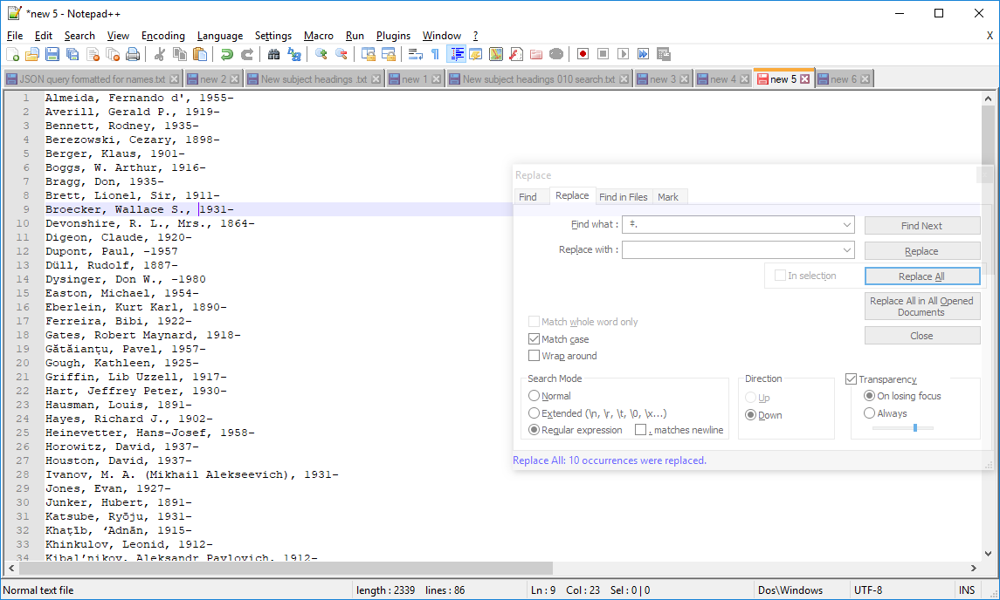 *new 5 - Notepad++
File Edit Search View Encoding Language Settings Macro Run Plugins Window ? X
JSON query formatted for names.txt new 2 New subject headings .txt new 1 New subject headings 010 search.txt new 3 new 4 new 5 new 6
1 Almeida, Fernando d', 1955-
2 Averill, Gerald P., 1919-
3 Bennett, Rodney, 1935-
4 Berezowski, Cezary, 1898-
5 Berger, Klaus, 1901-
6 Boggs, W. Arthur, 1916-
7 Bragg, Don, 1935-
8 Brett, Lionel, Sir, 1911-
9 Broecker, Wallace S., 1931-
10 Devonshire, R. L., Mrs., 1864-
11 Digeon, Claude, 1920-
12 Dupont, Paul, -1957
13 Düll, Rudolf, 1887-
14 Dysinger, Don W., -1980
15 Easton, Michael, 1954-
16 Eberlein, Kurt Karl, 1890-
17 Ferreira, Bibi, 1922-
18 Gates, Robert Maynard, 1918-
19 Gătăianțu, Pavel, 1957-
20 Gough, Kathleen, 1925-
21 Griffin, Lib Uzzell, 1917-
22 Hart, Jeffrey Peter, 1930-
23 Hausman, Louis, 1891-
24 Hayes, Richard J., 1902-
25 Heinevetter, Hans-Josef, 1958-
26 Horowitz, David, 1937-
27 Houston, David, 1937-
28 Ivanov, M. A. (Mikhail Alekseevich), 1931-
29 Jones, Evan, 1927-
30 Junker, Hubert, 1891-
31 Katsube, Ryōju, 1931-
32 Khaṭīb, ʻAdnān, 1915-
33 Khinkulov, Leonid, 1912-
34 Kibalʹnikov, Aleksandr Pavlovich, 1912-
Replace
Find Replace Find in Files Mark
Find what : ‡. Find Next
Replace with : Replace
In selection Replace All
Replace All in All Opened
Documents
Match whole word only
Match case Close
Wrap around
Search Mode Direction Transparency
Normal Up On losing focus
Extended (\n, \r, \t, \0, \x...) Down Always
Regular expression . matches newline
Replace All: 10 occurrences were replaced.
Normal text file length : 2339 lines : 86 Ln : 9 Col : 23 Sel : 0 | 0 Dos\Windows UTF-8 INS